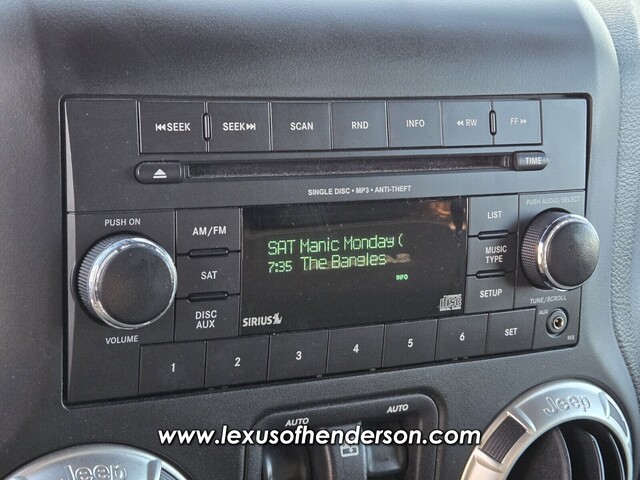 SEEK SEEK SCAN RND INFO RW FF
TIME
SINGLE DISC • MP3 • ANTI-THEFT
PUSH AUDIO/SELECT
PUSH ON AM/FM LIST
SAT Manic Monday (
7:35 The Bangles
INFO
MUSIC
TYPE
SAT
SETUP
DISC
AUX
SIRIUS
DISC
VOLUME
TUNE/SCROLL
AUX
1 2 3 4 5 6 SET
AUTO AUTO
Jeep
Jeep
www.lexusofhenderson.com